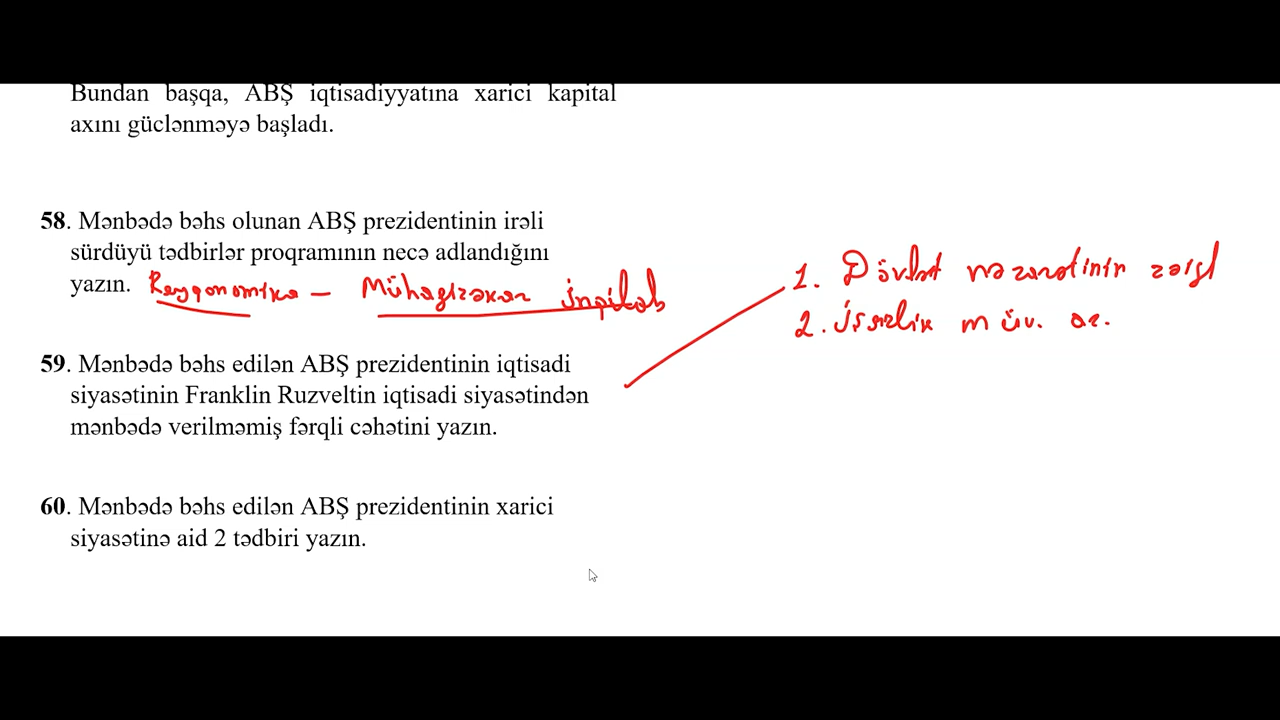 Bundan başqa, ABŞ iqtisadiyyatına xarici kapital
axını güclənməyə başladı.
58. Mənbədə bəhs olunan ABŞ prezidentinin irəli
sürdüyü tədbirlər proqramının necə adlandığını
yazın. Reyqonomika – Mühafizəkar İnqilab
59. Mənbədə bəhs edilən ABŞ prezidentinin iqtisadi
siyasətinin Franklin Ruzveltin iqtisadi siyasətindən
mənbədə verilməmiş fərqli cəhətini yazın.
1. Dövlət nəzarətinin zəifl
2. İşsizlik müv. az.
60. Mənbədə bəhs edilən ABŞ prezidentinin xarici
siyasətinə aid 2 tədbiri yazın.